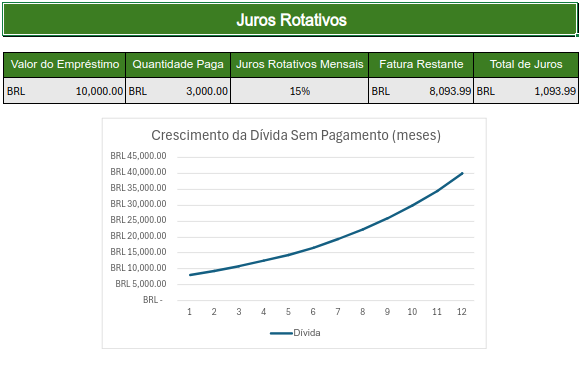 Juros Rotativos
Valor do Empréstimo Quantidade Paga Juros Rotativos Mensais Fatura Restante Total de Juros
BRL 10,000.00 BRL 3,000.00 15% BRL 8,093.99 BRL 1,093.99
Crescimento da Dívida Sem Pagamento (meses)
BRL 45,000.00
BRL 40,000.00
BRL 35,000.00
BRL 30,000.00
BRL 25,000.00
BRL 20,000.00
BRL 15,000.00
BRL 10,000.00
BRL 5,000.00
BRL -
1 2 3 4 5 6 7 8 9 10 11 12
Dívida